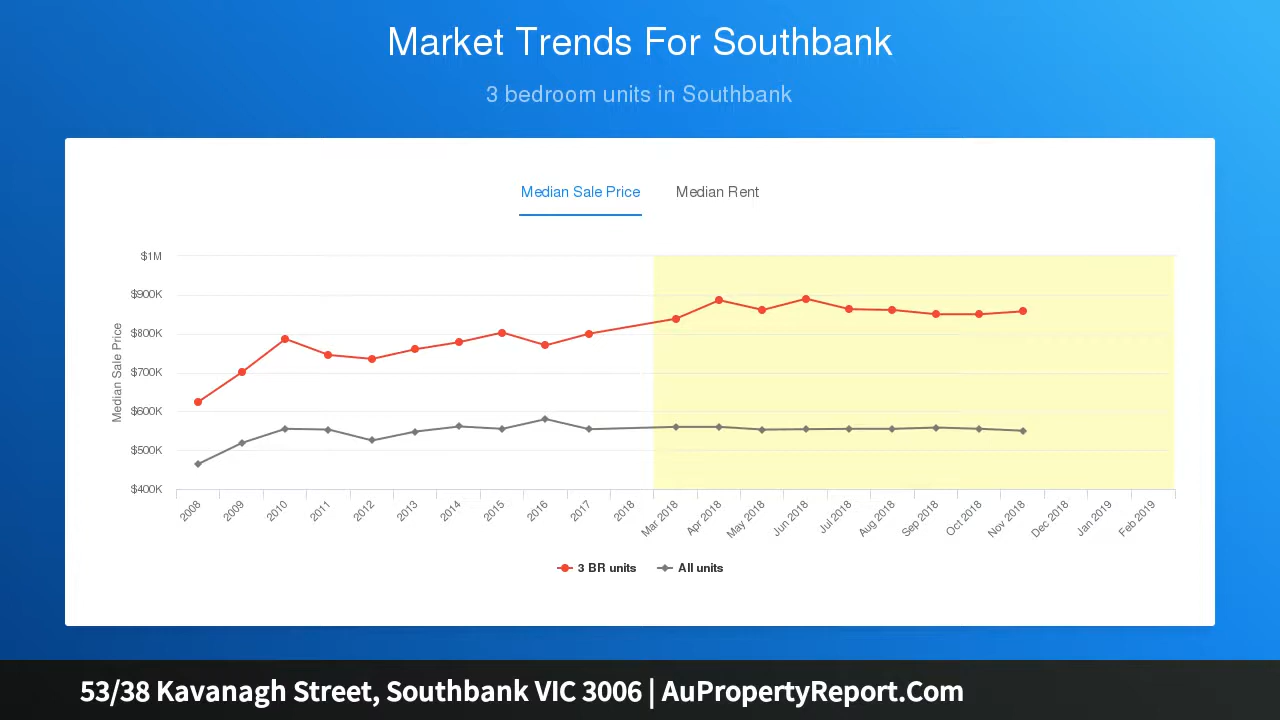 Market Trends For Southbank
3 bedroom units in Southbank
Median Sale Price Median Rent
Median Sale Price
$1M
$900K
$800K
$700K
$600K
$500K
$400K
2008 2009 2010 2011 2012 2013 2014 2015 2016 2017 2018 Mar 2018 Apr 2018 May 2018 Jun 2018 Jul 2018 Aug 2018 Sep 2018 Oct 2018 Nov 2018 Dec 2018 Jan 2019 Feb 2019
3 BR units All units
53/38 Kavanagh Street, Southbank VIC 3006 | AuPropertyReport.Com